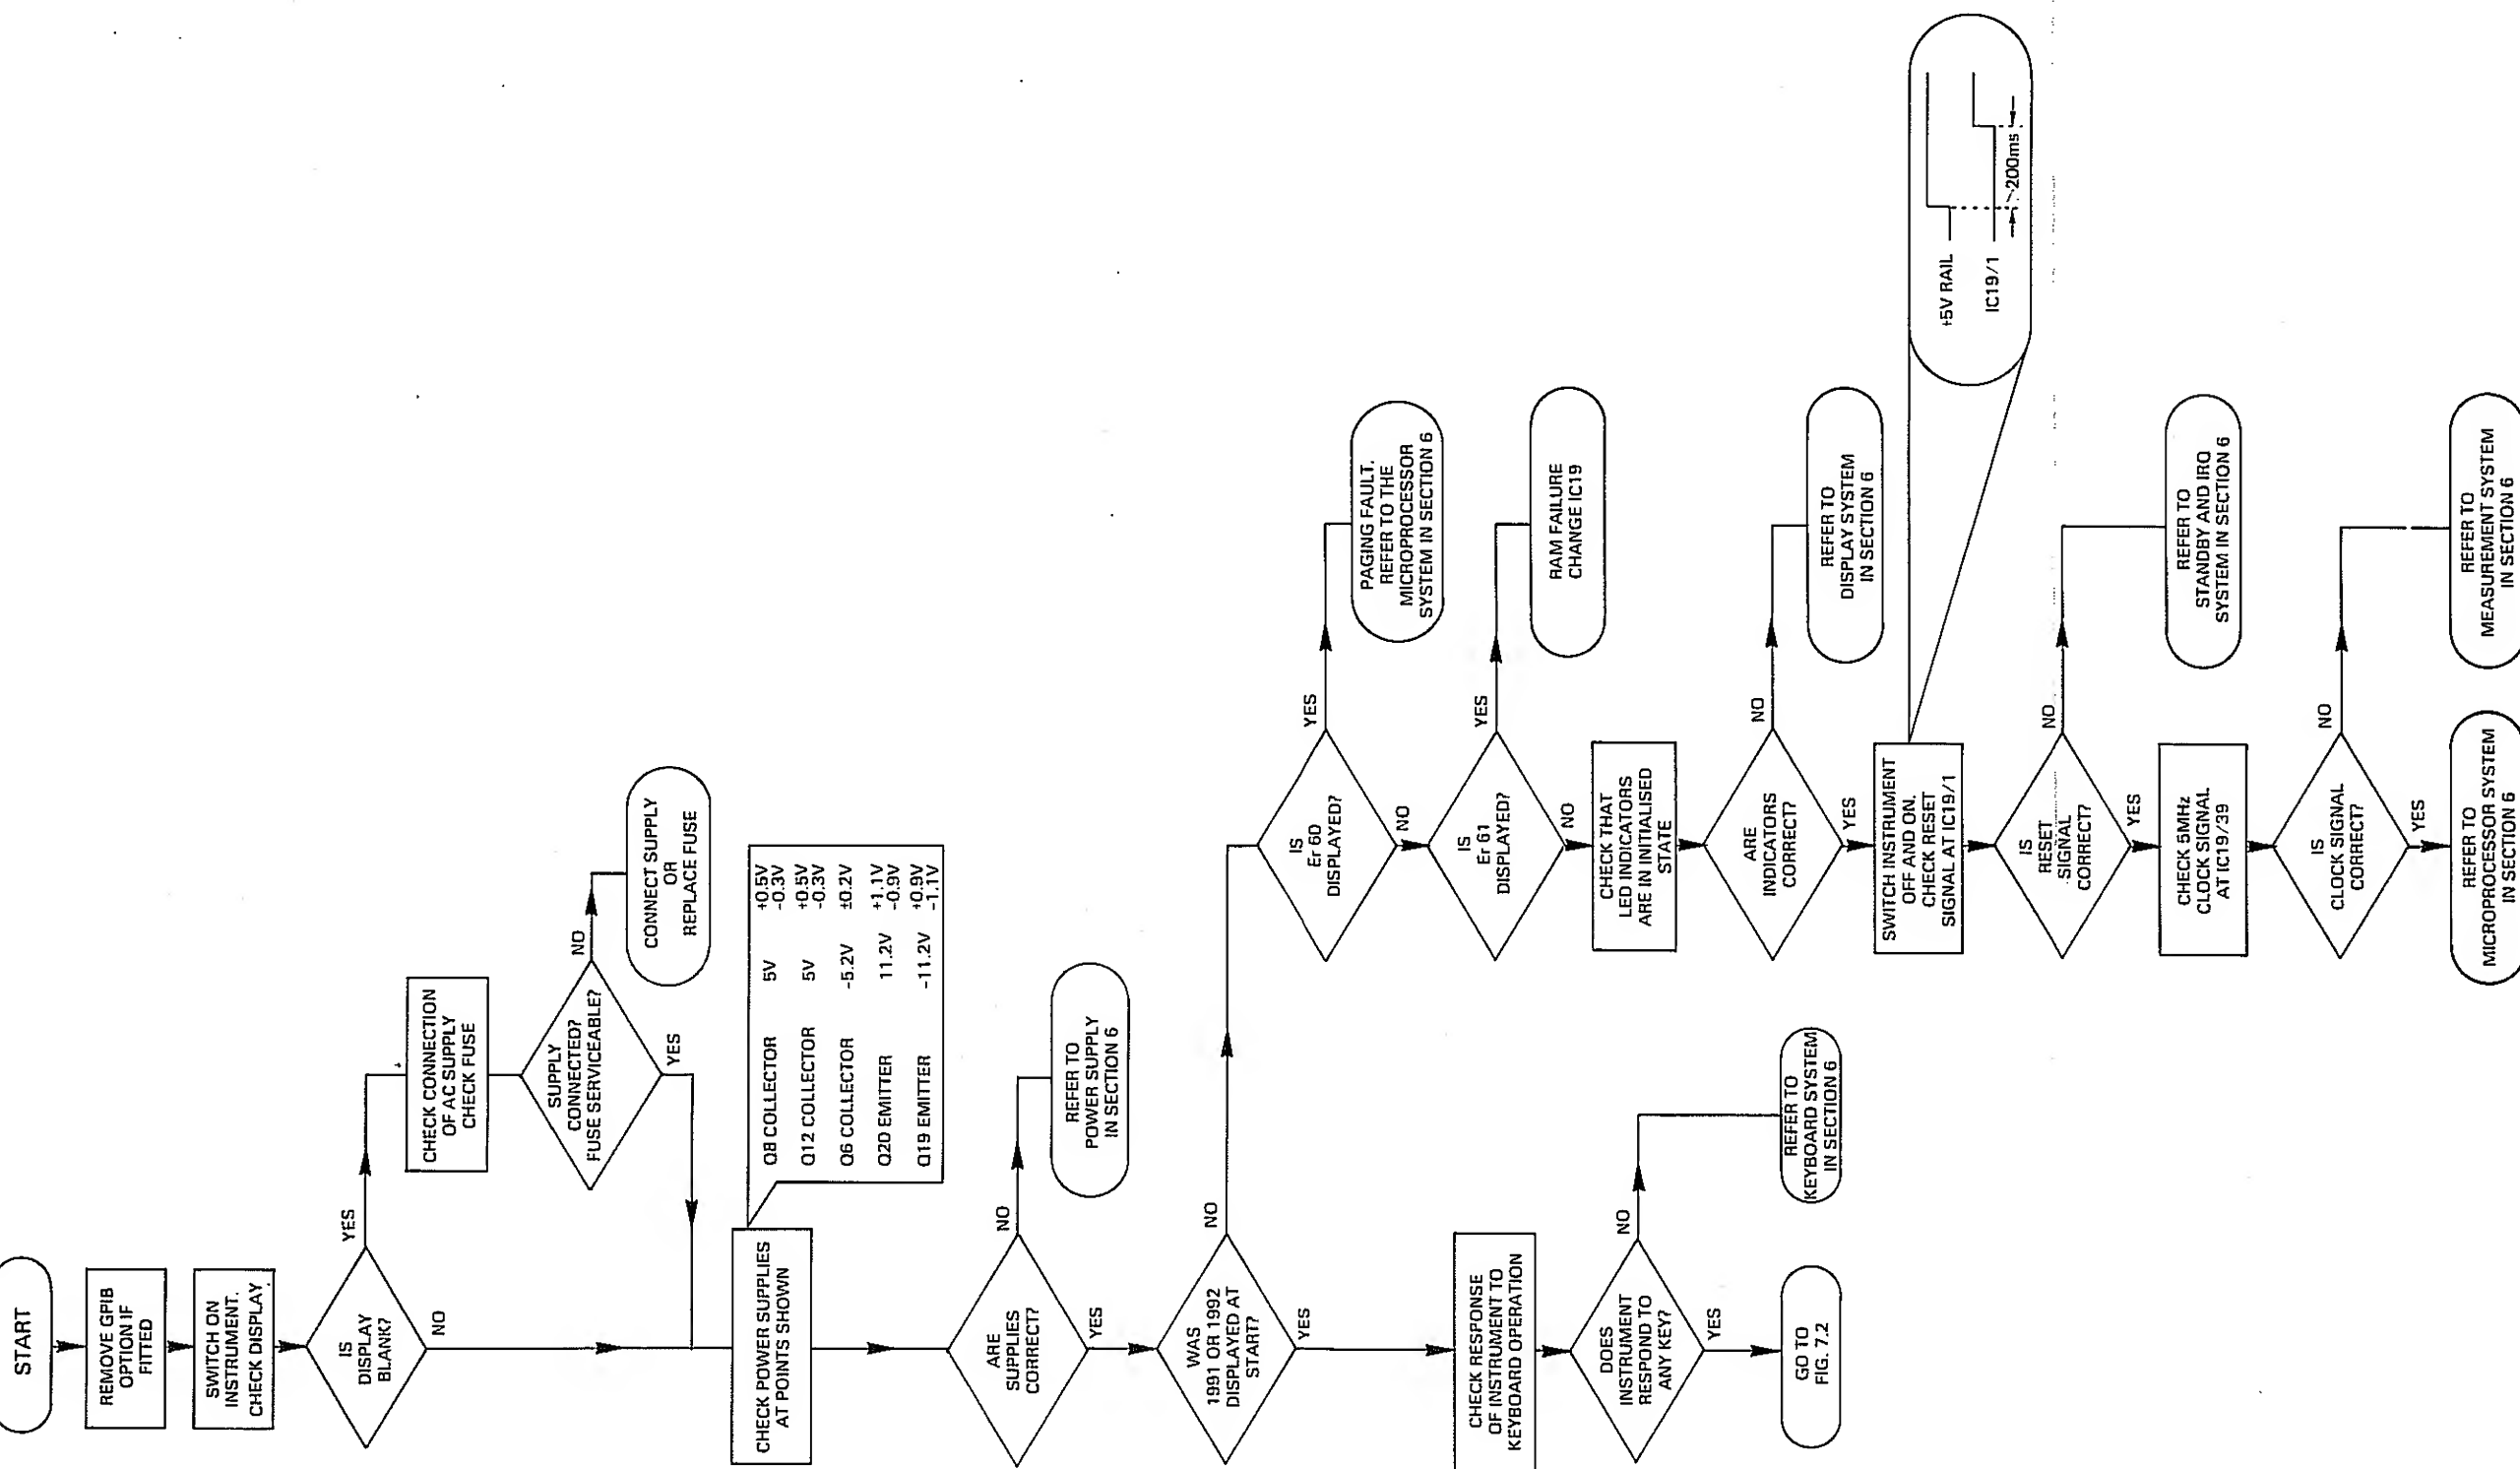 START
REMOVE GPIB
OPTION IF
FITTED
SWITCH ON
INSTRUMENT.
CHECK DISPLAY
IS
DISPLAY
BLANK?
YES
NO
CHECK CONNECTION
OF AC SUPPLY
CHECK FUSE
SUPPLY
CONNECTED?
FUSE SERVICEABLE?
NO
YES
CONNECT SUPPLY
OR
REPLACE FUSE
CHECK POWER SUPPLIES
AT POINTS SHOWN
Q8 COLLECTOR 5V +0.5V
-0.3V
Q12 COLLECTOR 5V +0.5V
-0.3V
Q6 COLLECTOR -5.2V ±0.2V
Q20 EMITTER 11.2V +1.1V
-0.9V
Q19 EMITTER -11.2V +0.9V
-1.1V
ARE
SUPPLIES
CORRECT?
NO
YES
REFER TO
POWER SUPPLY
IN SECTION 6
WAS
1991 OR 1992
DISPLAYED AT
START?
NO
YES
CHECK RESPONSE
OF INSTRUMENT TO
KEYBOARD OPERATION
DOES
INSTRUMENT
RESPOND TO
ANY KEY?
NO
YES
REFER TO
KEYBOARD SYSTEM
IN SECTION 6
GO TO
FIG. 7.2
IS
Er 60
DISPLAYED?
YES
NO
PAGING FAULT.
REFER TO THE
MICROPROCESSOR
SYSTEM IN SECTION 6
IS
Er 61
DISPLAYED?
YES
NO
RAM FAILURE
CHANGE IC19
CHECK THAT
LED INDICATORS
ARE IN INITIALISED
STATE
ARE
INDICATORS
CORRECT?
NO
YES
REFER TO
DISPLAY SYSTEM
IN SECTION 6
SWITCH INSTRUMENT
OFF AND ON.
CHECK RESET
SIGNAL AT IC19/1
+5V RAIL
IC19/1
~200ms
IS
RESET
SIGNAL
CORRECT?
NO
YES
REFER TO
STANDBY AND IRQ
SYSTEM IN SECTION 6
CHECK 5MHz
CLOCK SIGNAL
AT IC19/39
IS
CLOCK SIGNAL
CORRECT?
NO
YES
REFER TO
MEASUREMENT SYSTEM
IN SECTION 6
REFER TO
MICROPROCESSOR SYSTEM
IN SECTION 6